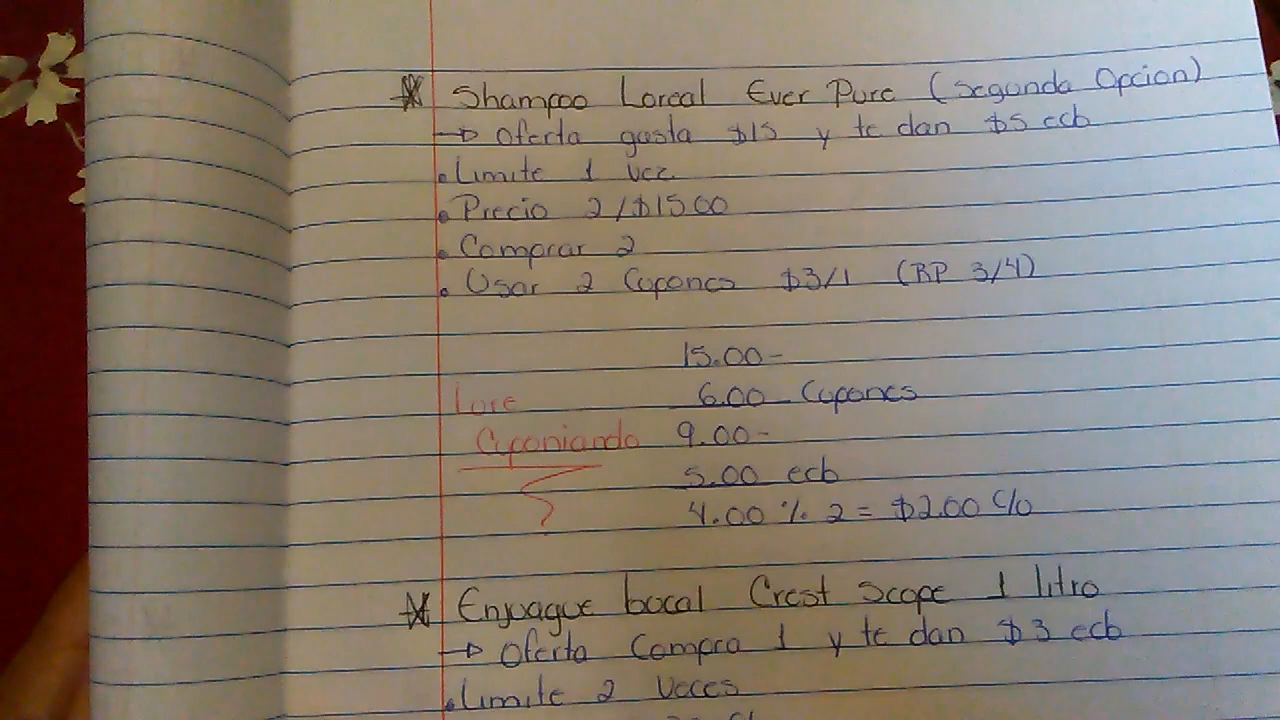 * Shampoo Loreal Ever Pure (Segunda Opcion)
→ Oferta gasta $15 y te dan $5 ecb
• Limite 1 vez.
• Precio 2/$1500
• Comprar 2
• Usar 2 Cupones $3/1 (RP 3/4)
15.00-
6.00 Cupones
Lore
Cuponiando
9.00-
5.00 ecb
4.00 % 2 = $2.00 C/u
* Enjuague bocal Crest Scope 1 litro
→ Oferta Compra 1 y te dan $3 ecb
• Limite 2 Veces